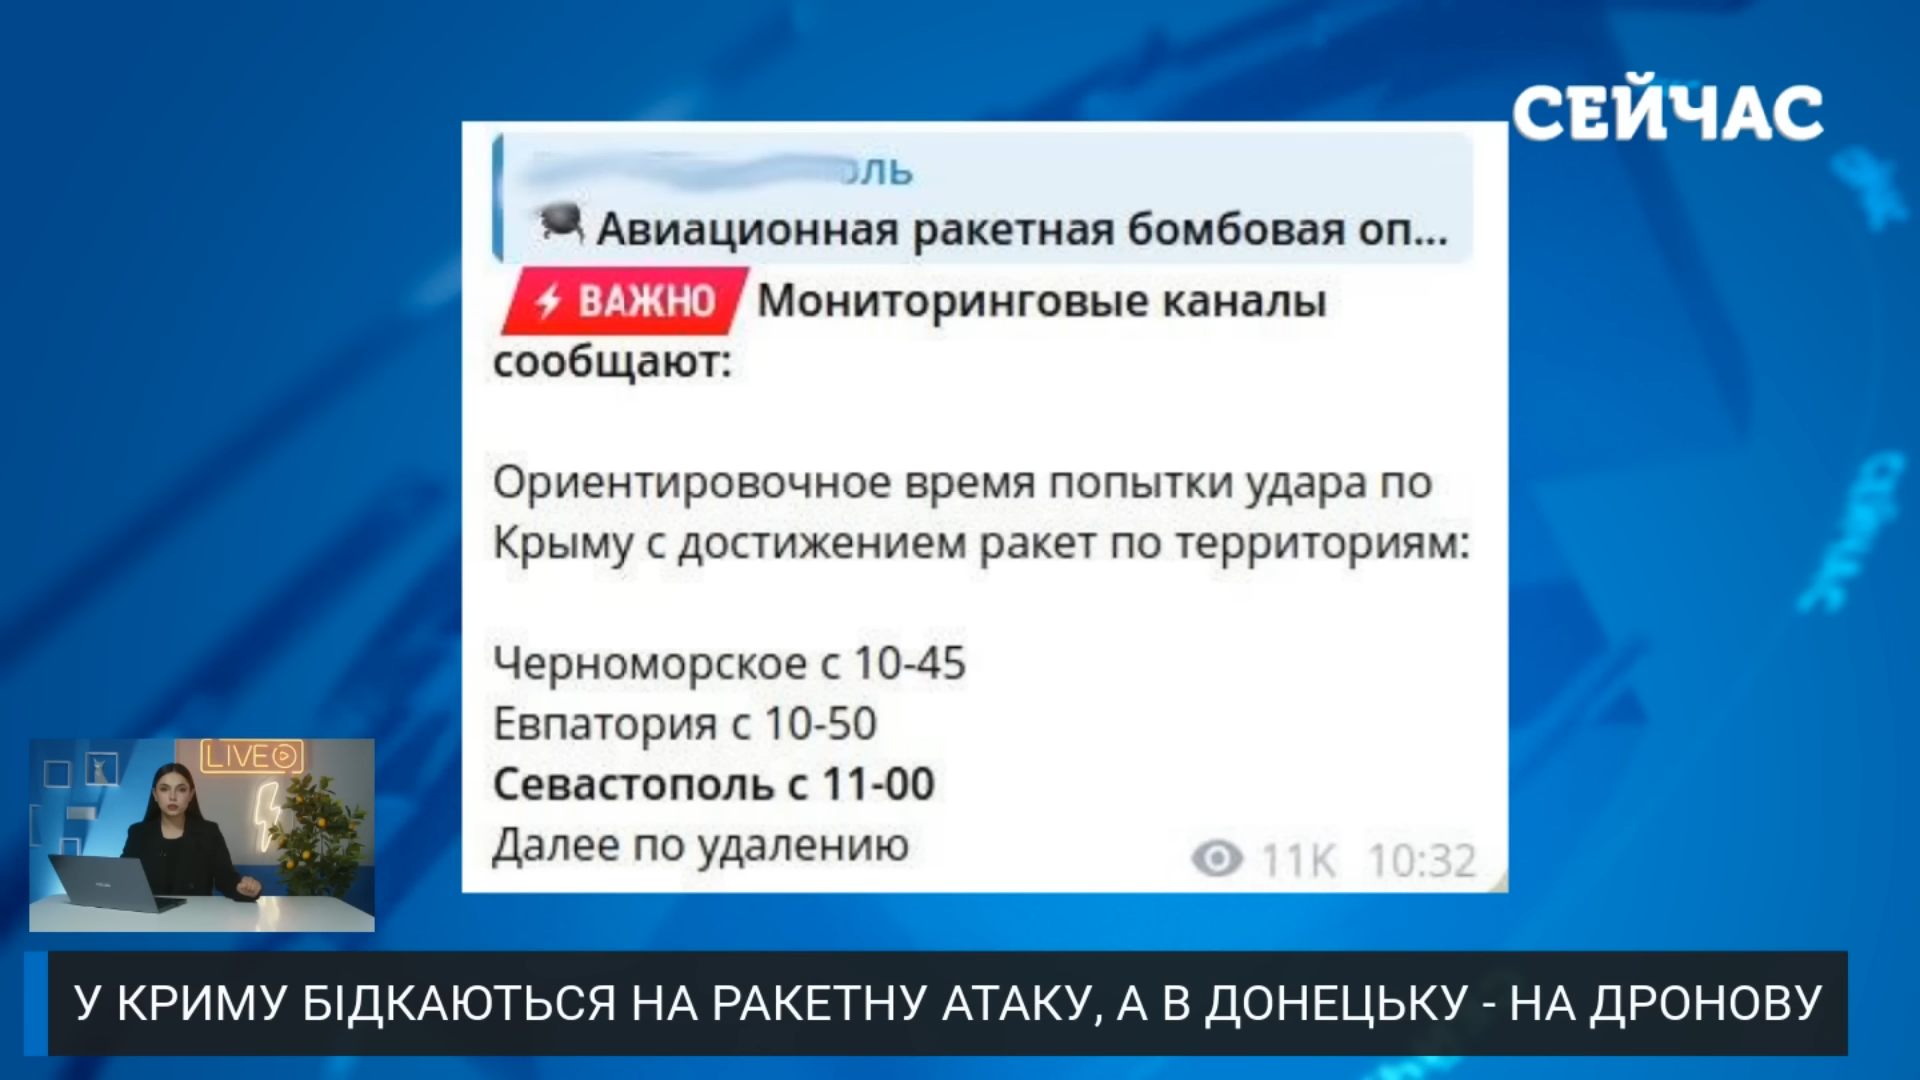 СЕЙЧАС
Авиационная ракетная бомбовая оп...
ВАЖНО Мониторинговые каналы
сообщают:
Ориентировочное время попытки удара по
Крыму с достижением ракет по территориям:
Черноморское с 10-45
Евпатория с 10-50
Севастополь с 11-00
Далее по удалению
11K 10:32
LIVE
У КРИМУ БІДКАЮТЬСЯ НА РАКЕТНУ АТАКУ, А В ДОНЕЦЬКУ - НА ДРОНОВУ